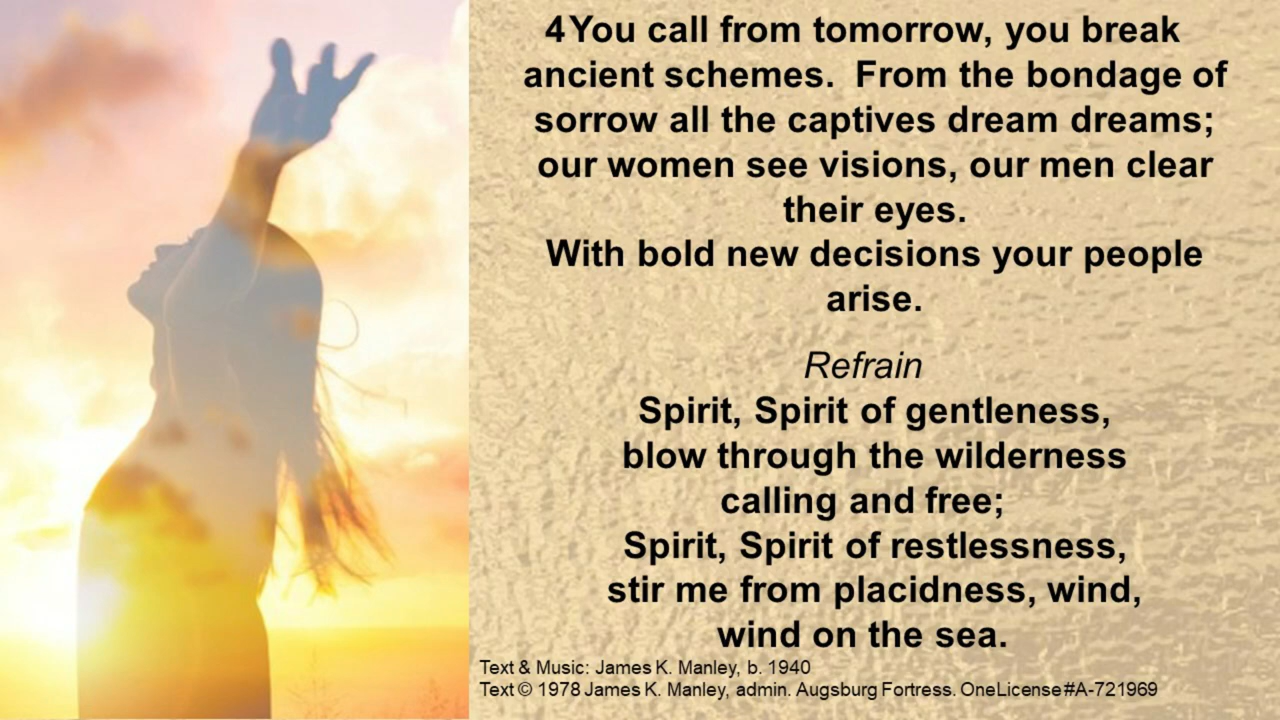 4 You call from tomorrow, you break
ancient schemes.  From the bondage of
sorrow all the captives dream dreams;
our women see visions, our men clear
their eyes.
With bold new decisions your people
arise.
Refrain
Spirit, Spirit of gentleness,
blow through the wilderness
calling and free;
Spirit, Spirit of restlessness,
stir me from placidness, wind,
wind on the sea.
Text & Music: James K. Manley, b. 1940
Text © 1978 James K. Manley, admin. Augsburg Fortress. OneLicense #A-721969